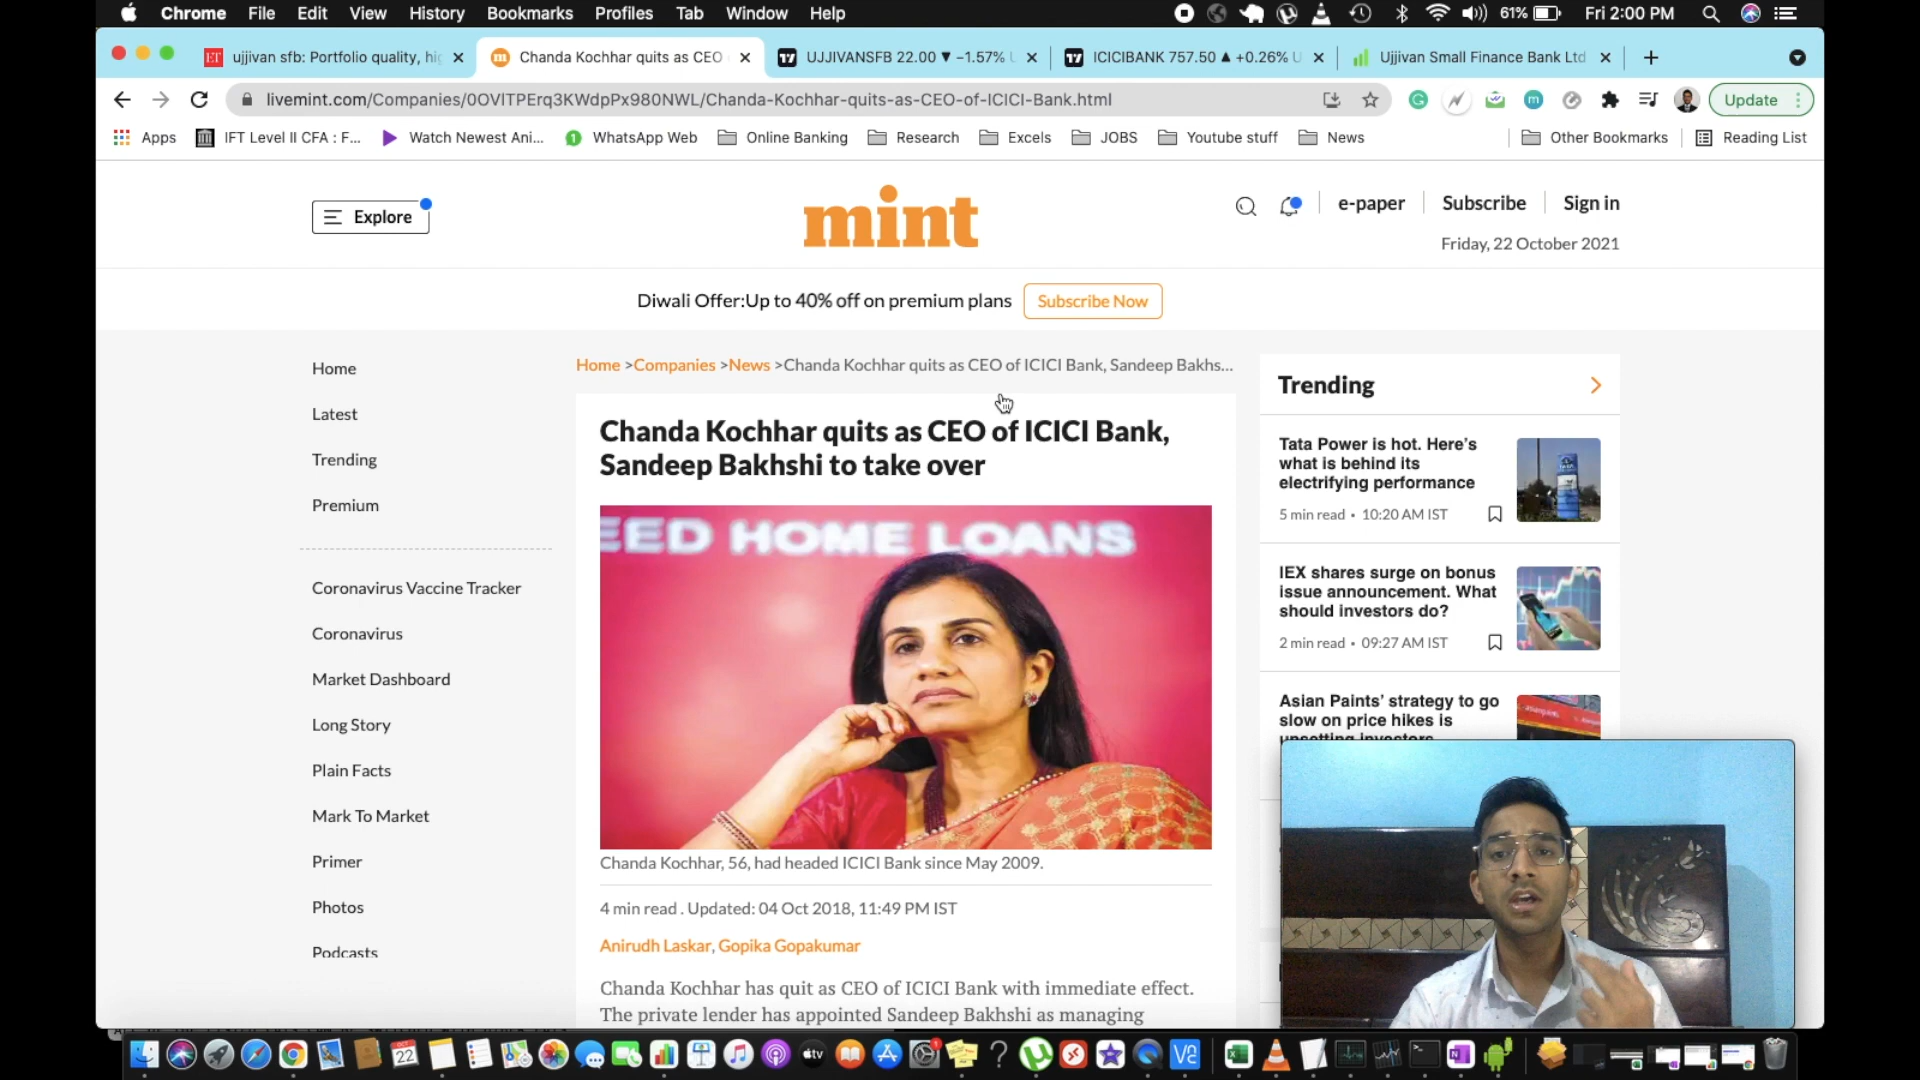 Chrome File Edit View History Bookmarks Profiles Tab Window Help 61% Fri 2:00 PM
ET ujjivan sfb: Portfolio quality, hig
Chanda Kochhar quits as CEO
UJJIVANSFB 22.00 ▼ −1.57% U
ICICIBANK 757.50 ▲ +0.26% U
Ujjivan Small Finance Bank Ltd
livemint.com/Companies/0OVITPErq3KWdpPx980NWL/Chanda-Kochhar-quits-as-CEO-of-ICICI-Bank.html
Update
Apps IFT Level II CFA : F... Watch Newest Ani... WhatsApp Web Online Banking Research Excels JOBS Youtube stuff News Other Bookmarks Reading List
Explore
mint
e-paper Subscribe Sign in
Friday, 22 October 2021
Diwali Offer:Up to 40% off on premium plans Subscribe Now
Home
Latest
Trending
Premium
Coronavirus Vaccine Tracker
Coronavirus
Market Dashboard
Long Story
Plain Facts
Mark To Market
Primer
Photos
Podcasts
Home >Companies >News >Chanda Kochhar quits as CEO of ICICI Bank, Sandeep Bakhs...
Chanda Kochhar quits as CEO of ICICI Bank,
Sandeep Bakhshi to take over
EED HOME LOANS
Chanda Kochhar, 56, had headed ICICI Bank since May 2009.
4 min read . Updated: 04 Oct 2018, 11:49 PM IST
Anirudh Laskar, Gopika Gopakumar
Chanda Kochhar has quit as CEO of ICICI Bank with immediate effect.
The private lender has appointed Sandeep Bakhshi as managing
Trending
Tata Power is hot. Here's
what is behind its
electrifying performance
5 min read • 10:20 AM IST
IEX shares surge on bonus
issue announcement. What
should investors do?
2 min read • 09:27 AM IST
Asian Paints' strategy to go
slow on price hikes is
upsetting investors
OCT
22
tv
V2